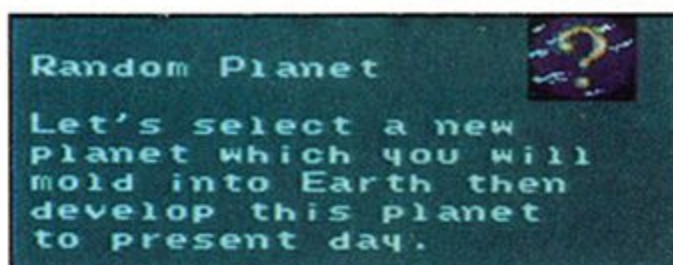 Random Planet
Let's select a new
planet which you will
mold into Earth then
develop this planet
to present day.